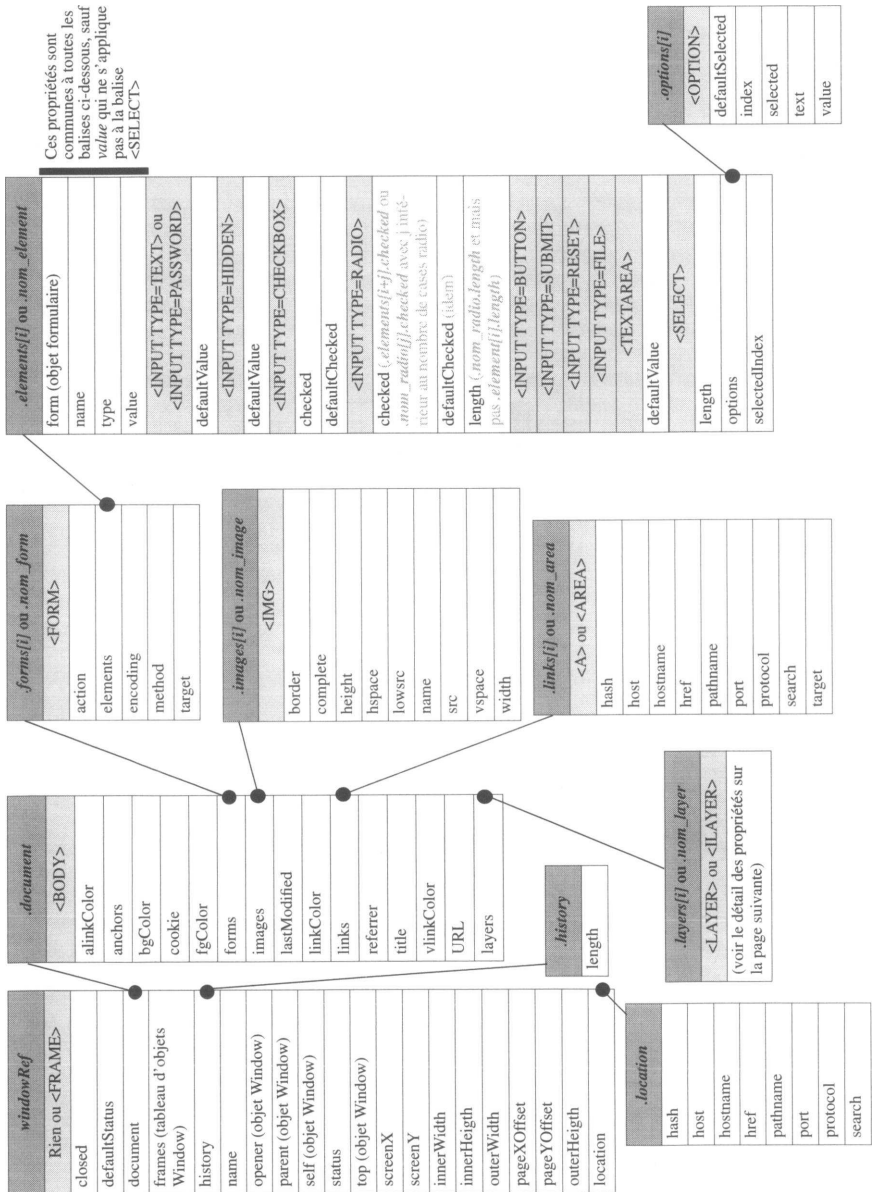 windowRef
Rien ou <FRAME>
closed
defaultStatus
document
frames (tableau d'objets
Window)
history
name
opener (objet Window)
parent (objet Window)
self (objet Window)
status
top (objet Window)
screenX
screenY
innerWidth
innerHeigth
outerWidth
pageXOffset
pageYOffset
outerHeigth
location
.location
hash
host
hostname
href
pathname
port
protocol
search
.document
<BODY>
alinkColor
anchors
bgColor
cookie
fgColor
forms
images
lastModified
linkColor
links
referrer
title
vlinkColor
URL
layers
.history
length
.layers[i] ou .nom_layer
<LAYER> ou <ILAYER>
(voir le détail des propriétés sur
la page suivante)
.forms[i] ou .nom_form
<FORM>
action
elements
encoding
method
target
.images[i] ou .nom_image
<IMG>
border
complete
height
hspace
lowsrc
name
src
vspace
width
.links[i] ou .nom_area
<A> ou <AREA>
hash
host
hostname
href
pathname
port
protocol
search
target
.elements[i] ou .nom_element
form (objet formulaire)
name
type
value
<INPUT TYPE=TEXT> ou
<INPUT TYPE=PASSWORD>
defaultValue
<INPUT TYPE=HIDDEN>
defaultValue
<INPUT TYPE=CHECKBOX>
checked
defaultChecked
<INPUT TYPE=RADIO>
checked (.elements[i+j].checked ou
.nom_radio[j].checked avec j infé-
rieur au nombre de cases radio)
defaultChecked (idem)
length (.nom_radio.length et mais
pas .element[i].length)
<INPUT TYPE=BUTTON>
<INPUT TYPE=SUBMIT>
<INPUT TYPE=RESET>
<INPUT TYPE=FILE>
<TEXTAREA>
defaultValue
<SELECT>
length
options
selectedIndex
Ces propriétés sont
communes à toutes les
balises ci-dessous, sauf
value qui ne s'applique
pas à la balise
<SELECT>
.options[i]
<OPTION>
defaultSelected
index
selected
text
value